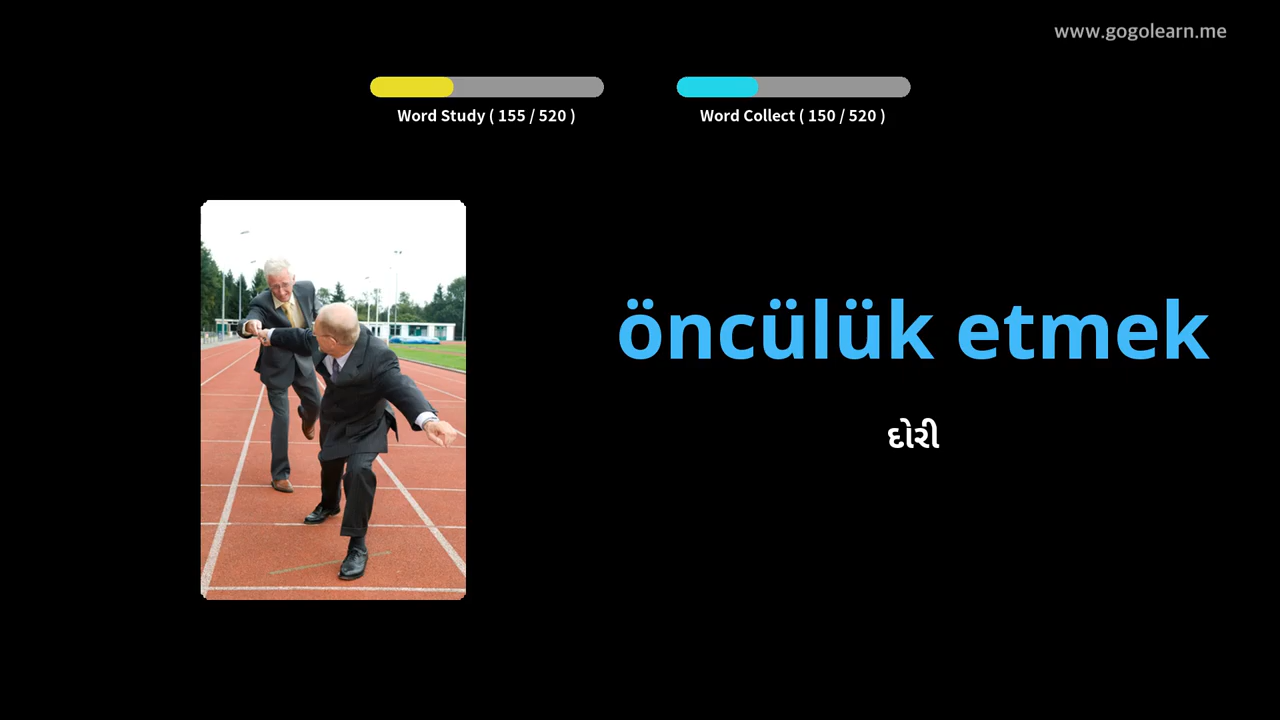 www.gogolearn.me
Word Study ( 155 / 520 )
Word Collect ( 150 / 520 )
öncülük etmek
દોરી